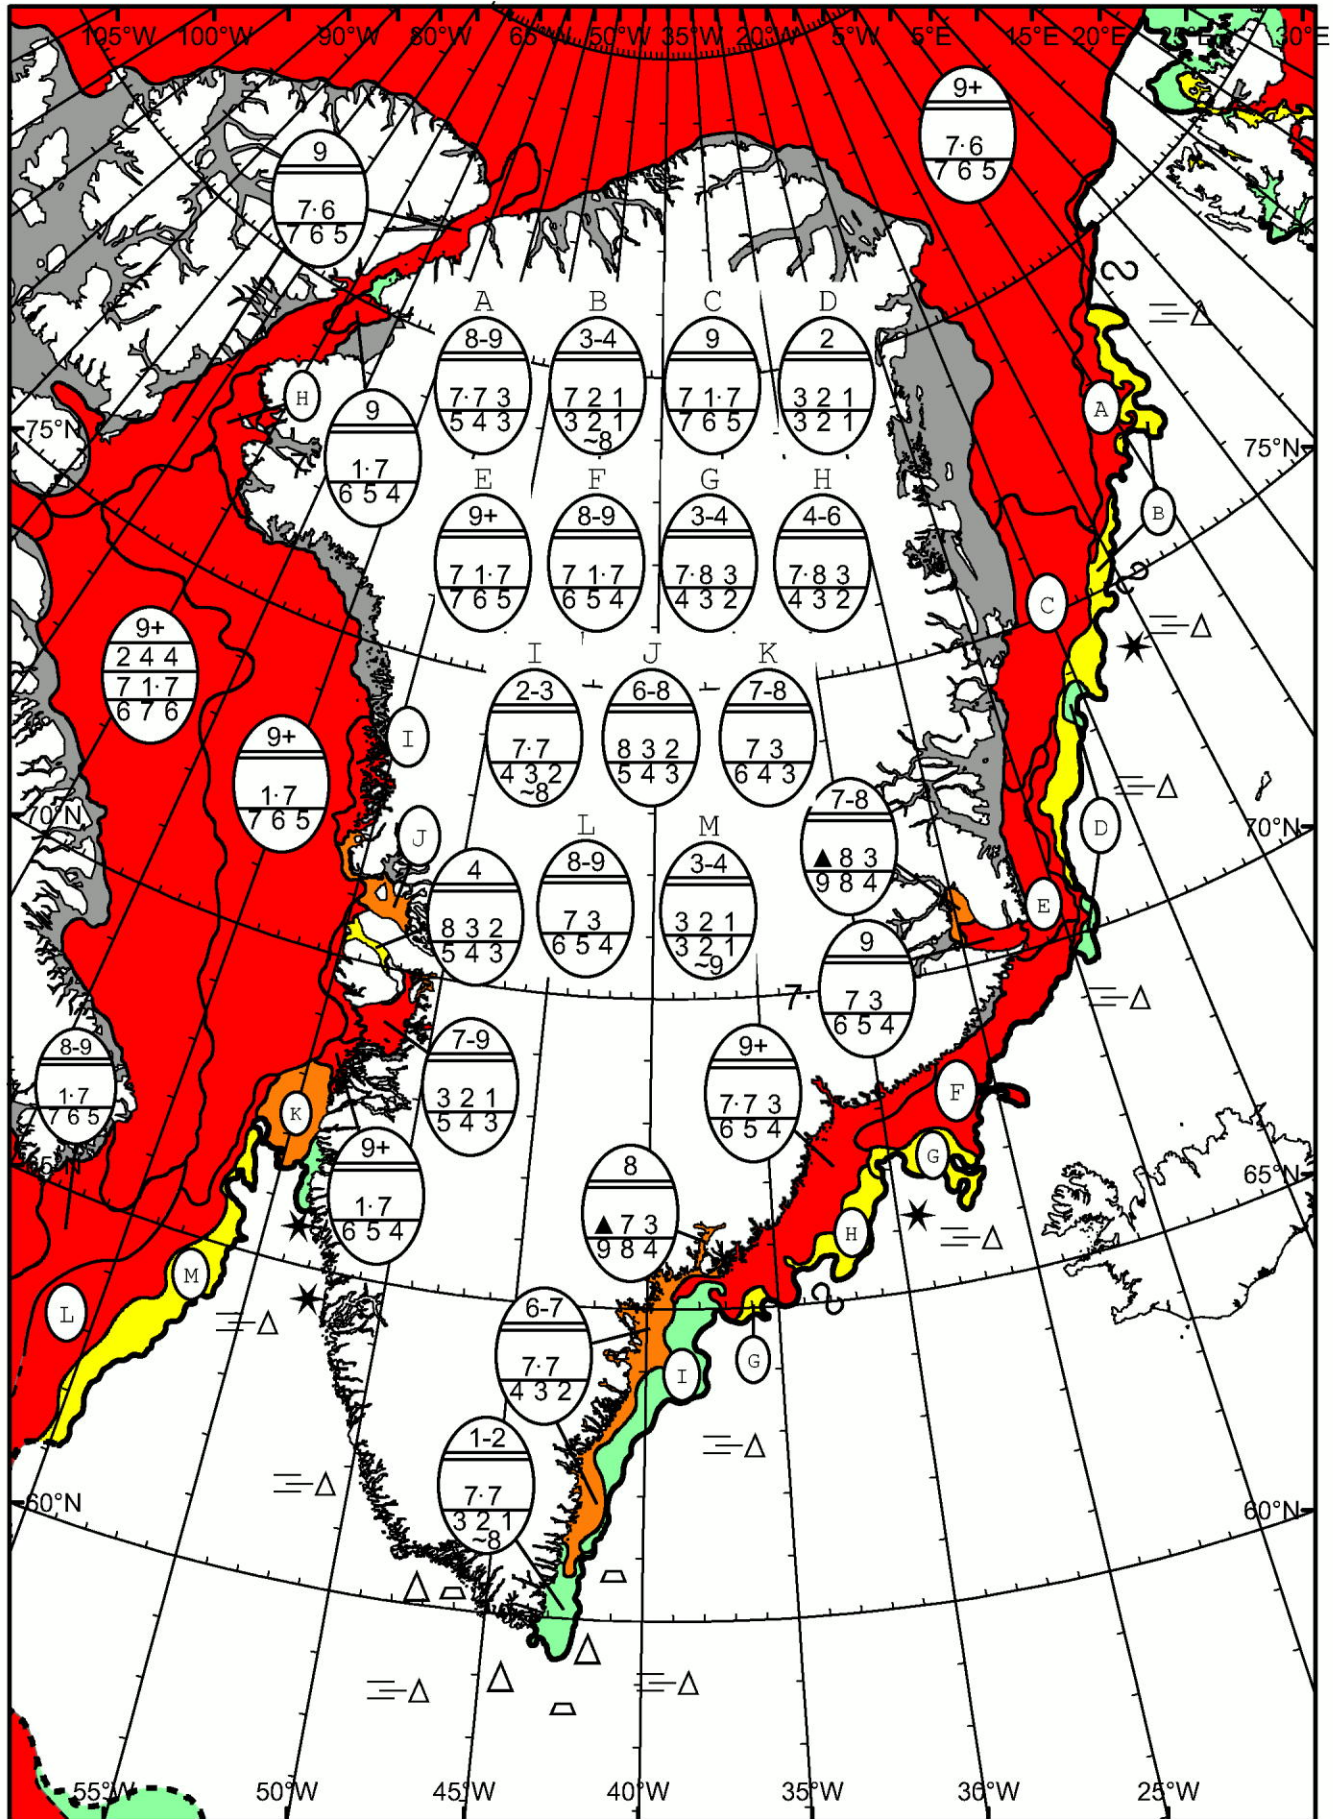 105°W 100°W 90°W 80°W 65°W 50°W 35°W 20°W 5°W 5°E 15°E 20°E 25°E 30°E
9+
7·6
7 6 5
9
7·6
7 6 5
A B C D
8-9 3-4 9 2
7·7 3 7 2 1 7 1·7 3 2 1
5 4 3 3 2 1 7 6 5 3 2 1
~8
H
9
1·7
6 5 4
A
75°N 75°N
B
E F G H
9+ 8-9 3-4 4-6
7 1·7 7 1·7 7·8 3 7·8 3
7 6 5 6 5 4 4 3 2 4 3 2
C
9+
2 4 4
7 1·7
6 7 6
I J K
2-3 6-8 7-8
7·7 8 3 2 7 3
4 3 2 5 4 3 6 4 3
~8
I
9+
1·7
7 6 5
70°N 70°N
J
D
7-8
▲ 8 3
9 8 4
L M
4 8-9 3-4
8 3 2 7 3 3 2 1
5 4 3 6 5 4 3 2 1
~9
E
9
7·
7 3
6 5 4
8-9
1·7
7 6 5
7-9
3 2 1
5 4 3
9+
7·7 3
6 5 4
F
K
65°N 65°N
G
9+
1·7
6 5 4
8
▲ 7 3
9 8 4
H
M
L
6-7
7·7
4 3 2
I
G
1-2
7·7
3 2 1
~8
60°N 60°N
55°W 50°W 45°W 40°W 35°W 30°W 25°W